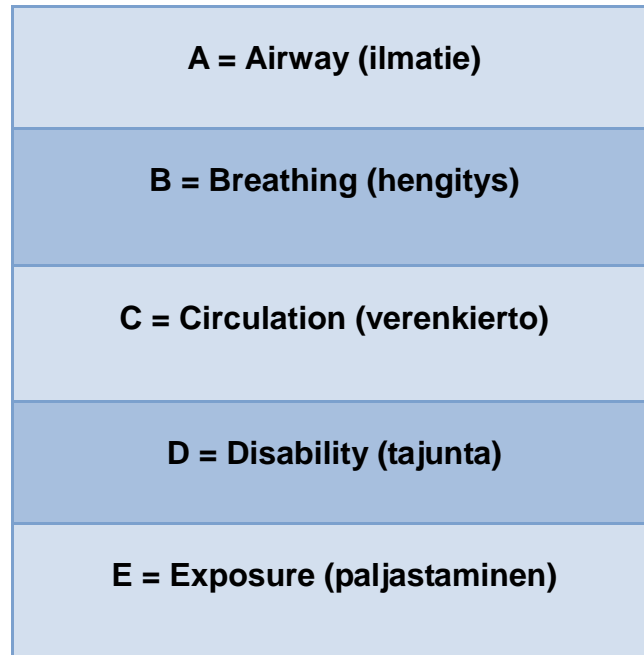 A = Airway (ilmatie)
B = Breathing (hengitys)
C = Circulation (verenkierto)
D = Disability (tajunta)
E = Exposure (paljastaminen)